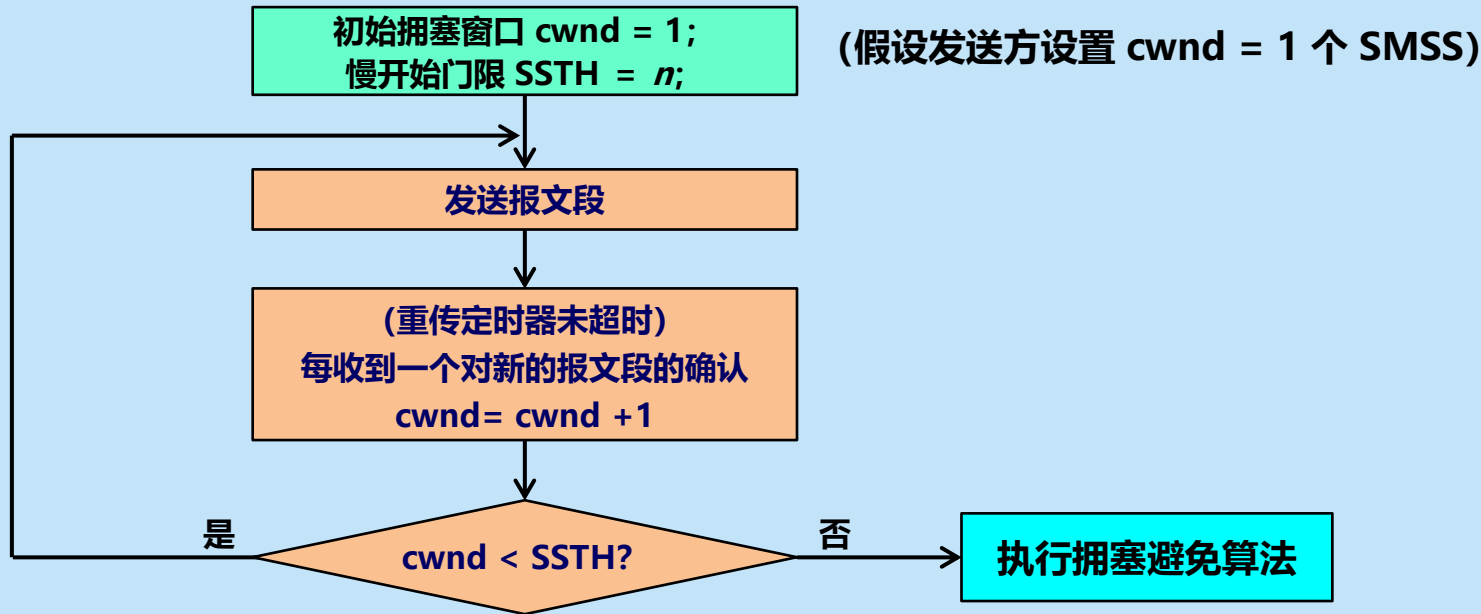 初始拥塞窗口 cwnd = 1;
慢开始门限 SSTH = n;
(假设发送方设置 cwnd = 1 个 SMSS)
发送报文段
(重传定时器未超时)
每收到一个对新的报文段的确认
cwnd= cwnd +1
是
cwnd < SSTH?
否
执行拥塞避免算法